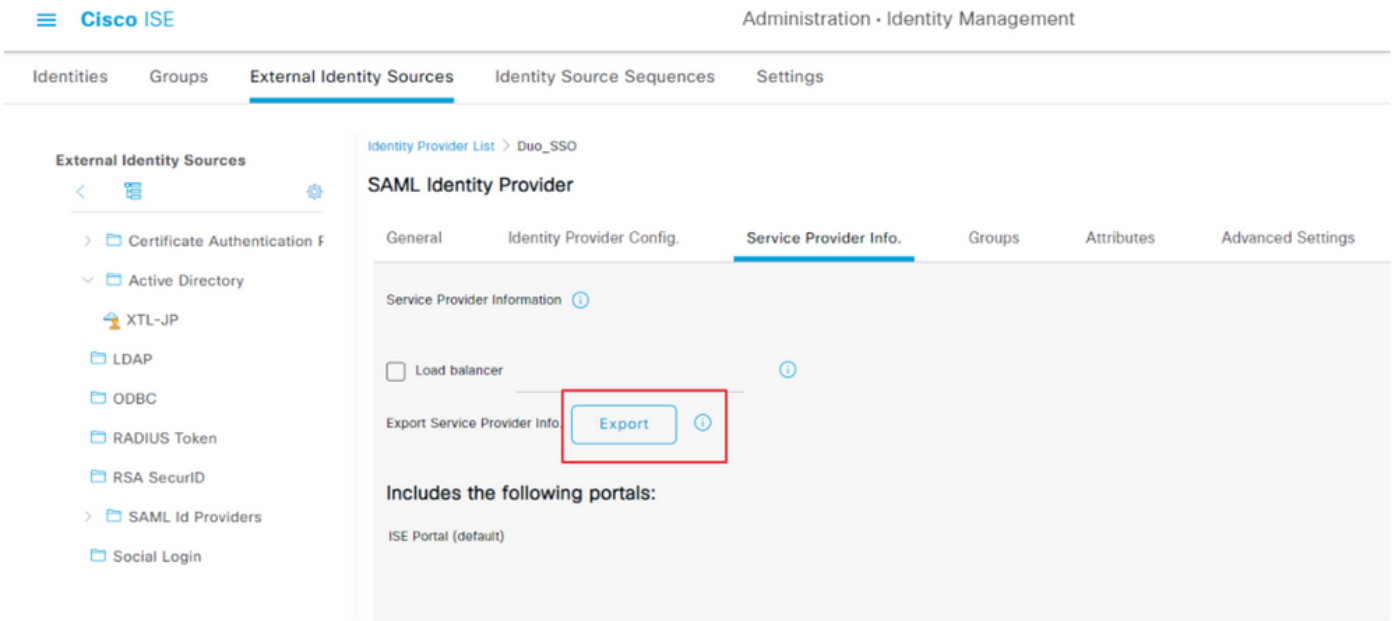 Cisco ISE
Administration · Identity Management
Identities Groups External Identity Sources Identity Source Sequences Settings
External Identity Sources
Certificate Authentication F
Active Directory
XTL-JP
LDAP
ODBC
RADIUS Token
RSA SecurID
SAML Id Providers
Social Login
Identity Provider List > Duo_SSO
SAML Identity Provider
General Identity Provider Config. Service Provider Info. Groups Attributes Advanced Settings
Service Provider Information
Load balancer
Export Service Provider Info. Export
Includes the following portals:
ISE Portal (default)